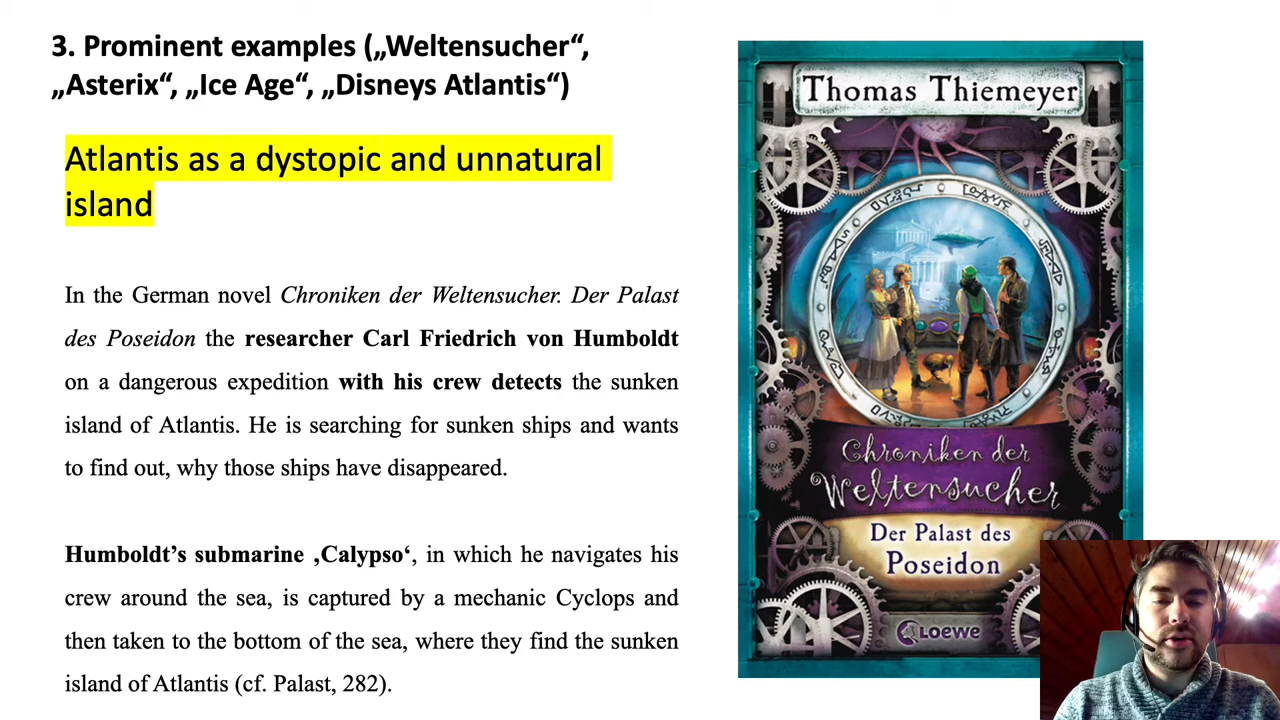 3. Prominent examples („Weltensucher“,
„Asterix“, „Ice Age“, „Disneys Atlantis“)
Atlantis as a dystopic and unnatural
island
In the German novel Chroniken der Weltensucher. Der Palast
des Poseidon the researcher Carl Friedrich von Humboldt
on a dangerous expedition with his crew detects the sunken
island of Atlantis. He is searching for sunken ships and wants
to find out, why those ships have disappeared.
Humboldt’s submarine ‚Calypso‘, in which he navigates his
crew around the sea, is captured by a mechanic Cyclops and
then taken to the bottom of the sea, where they find the sunken
island of Atlantis (cf. Palast, 282).
Thomas Thiemeyer
Chroniken der
Weltensucher
Der Palast des
Poseidon
LOEWE